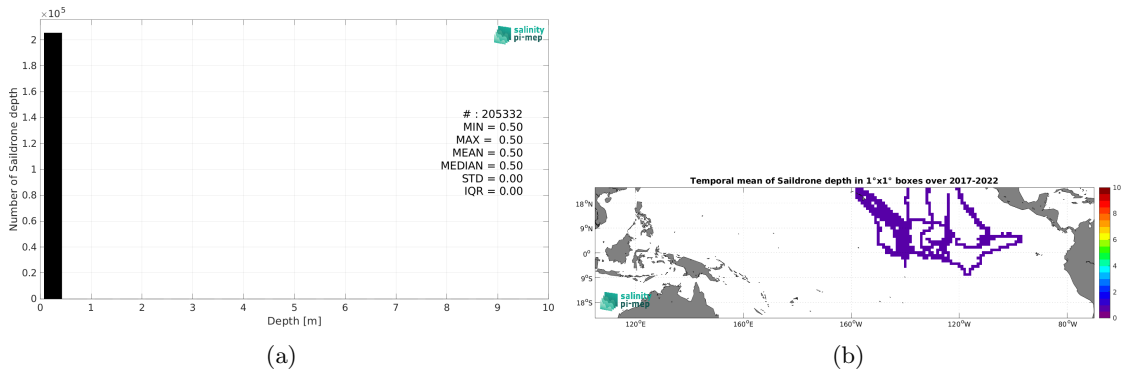 ×10⁵
2
1.8
1.6
1.4
1.2
1
0.8
0.6
0.4
0.2
0
Number of Saildrone depth
salinity
pi-mep
# : 205332
MIN = 0.50
MAX = 0.50
MEAN = 0.50
MEDIAN = 0.50
STD = 0.00
IQR = 0.00
0 1 2 3 4 5 6 7 8 9 10
Depth [m]
(a)
Temporal mean of Saildrone depth in 1°x1° boxes over 2017-2022
18°N
9°N
0°
9°S
18°S
salinity
pi-mep
120°E 160°E 160°W 120°W 80°W
10
8
6
4
2
0
(b)